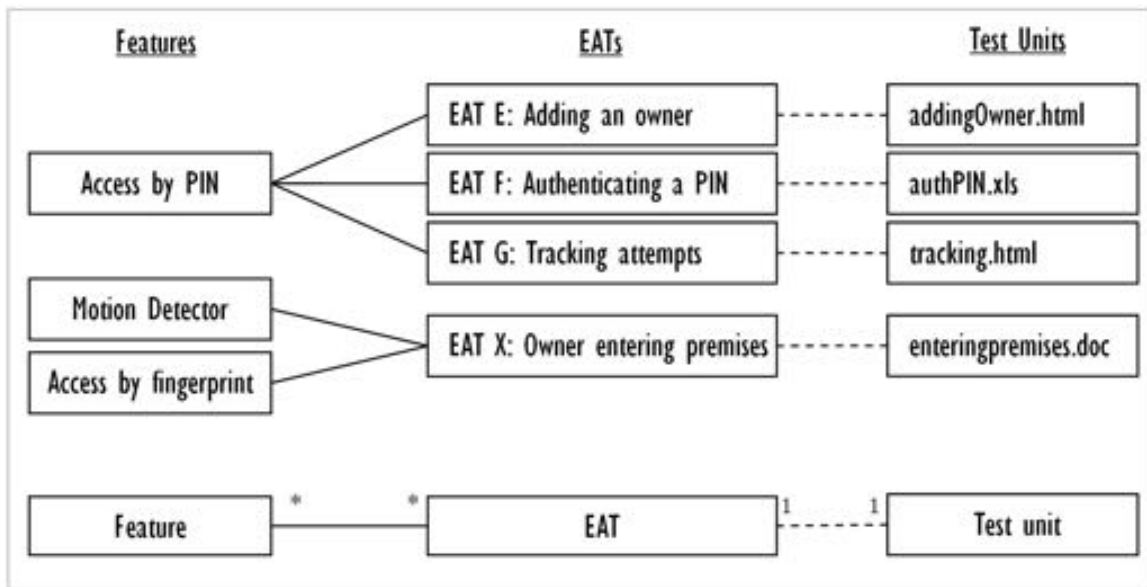 Features EATs Test Units
EAT E: Adding an owner addingOwner.html
Access by PIN EAT F: Authenticating a PIN authPIN.xls
EAT G: Tracking attempts tracking.html
Motion Detector
EAT X: Owner entering premises enteringpremises.doc
Access by fingerprint
* * 1 1
Feature EAT Test unit